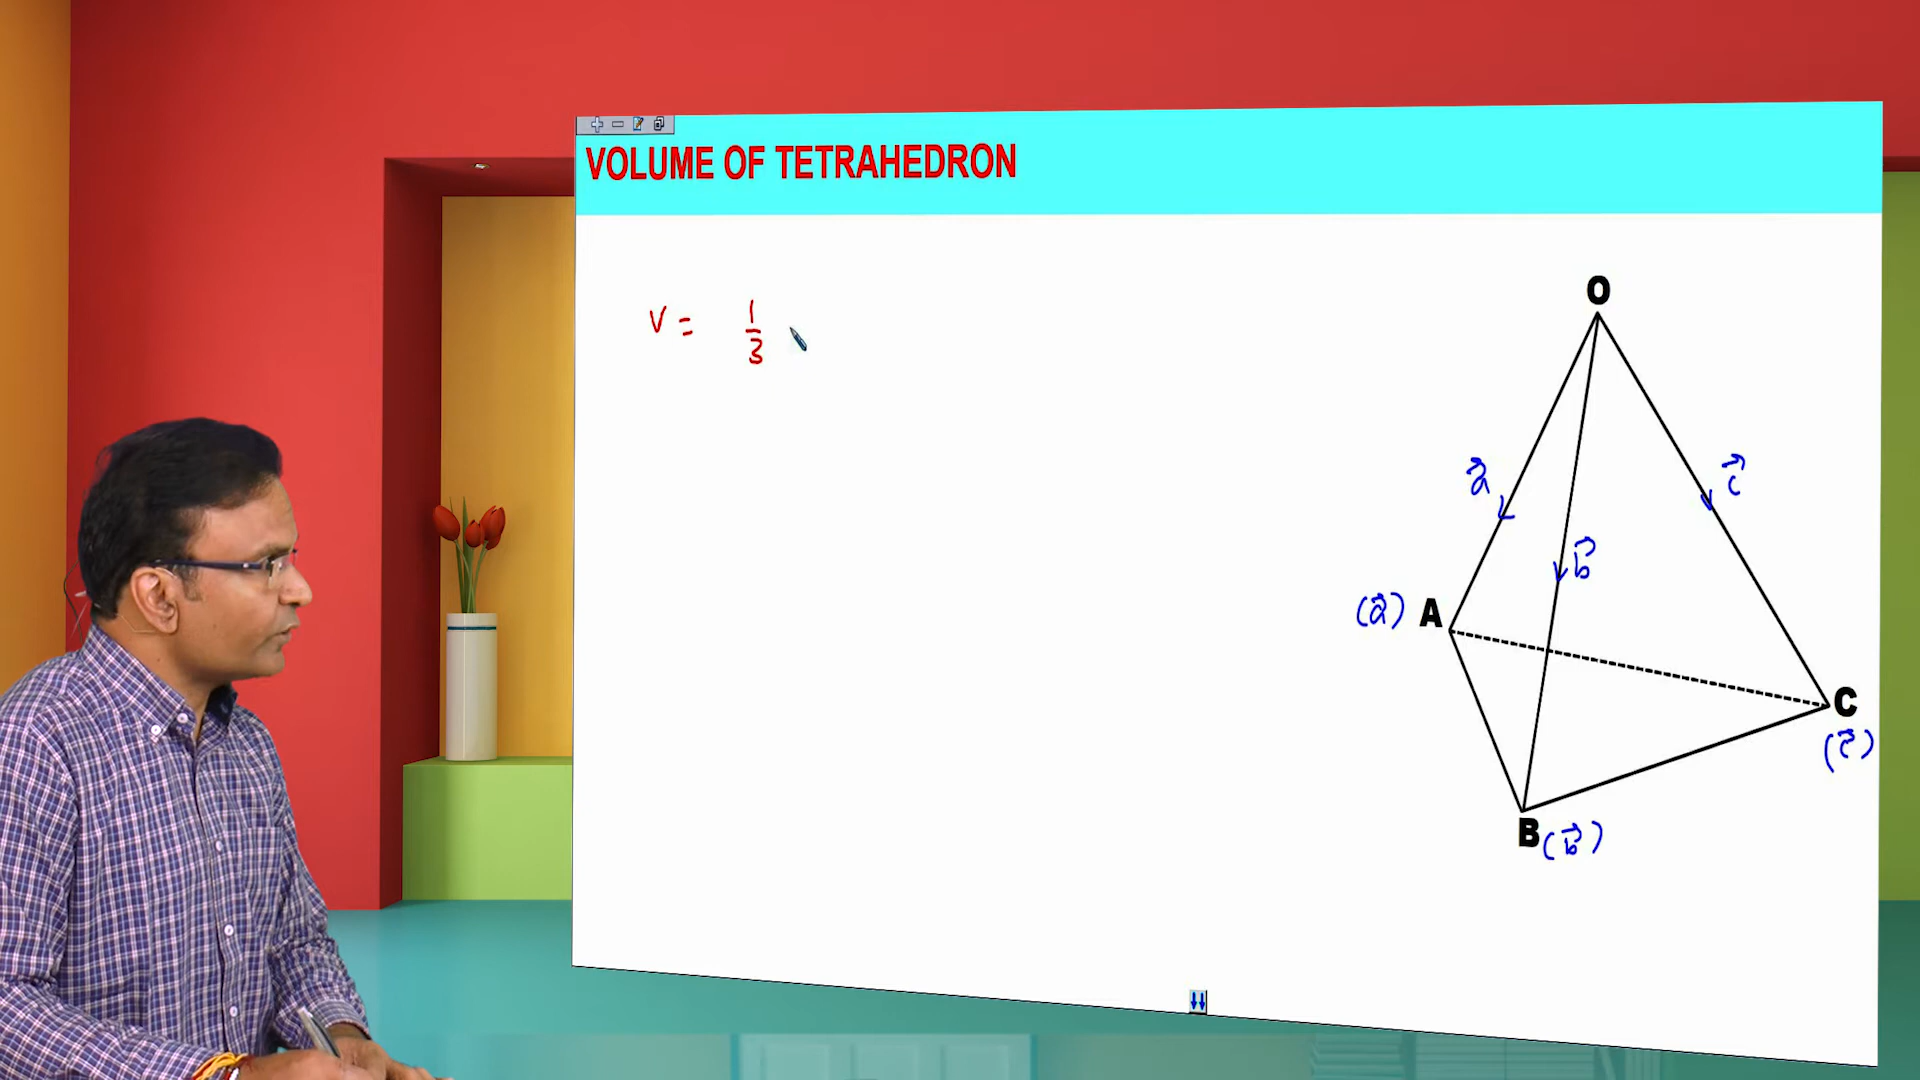 VOLUME OF TETRAHEDRON
V = 1/3
O
a⃗
c⃗
b⃗
(a⃗) A
C
(c⃗)
B (b⃗)